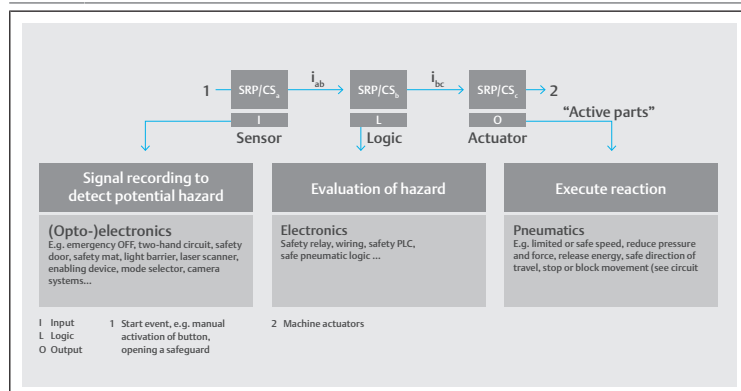 1
SRP/CSa
iab
SRP/CSb
ibc
SRP/CSc
2
I
L
O
"Active parts"
Sensor
Logic
Actuator
Signal recording to
detect potential hazard
(Opto-)electronics
E.g. emergency OFF, two-hand circuit, safety
door, safety mat, light barrier, laser scanner,
enabling device, mode selector, camera
systems...
Evaluation of hazard
Electronics
Safety relay, wiring, safety PLC,
safe pneumatic logic ...
Execute reaction
Pneumatics
E.g. limited or safe speed, reduce pressure
and force, release energy, safe direction of
travel, stop or block movement (see circuit
I Input
L Logic
O Output
1 Start event, e.g. manual
activation of button,
opening a safeguard
2 Machine actuators